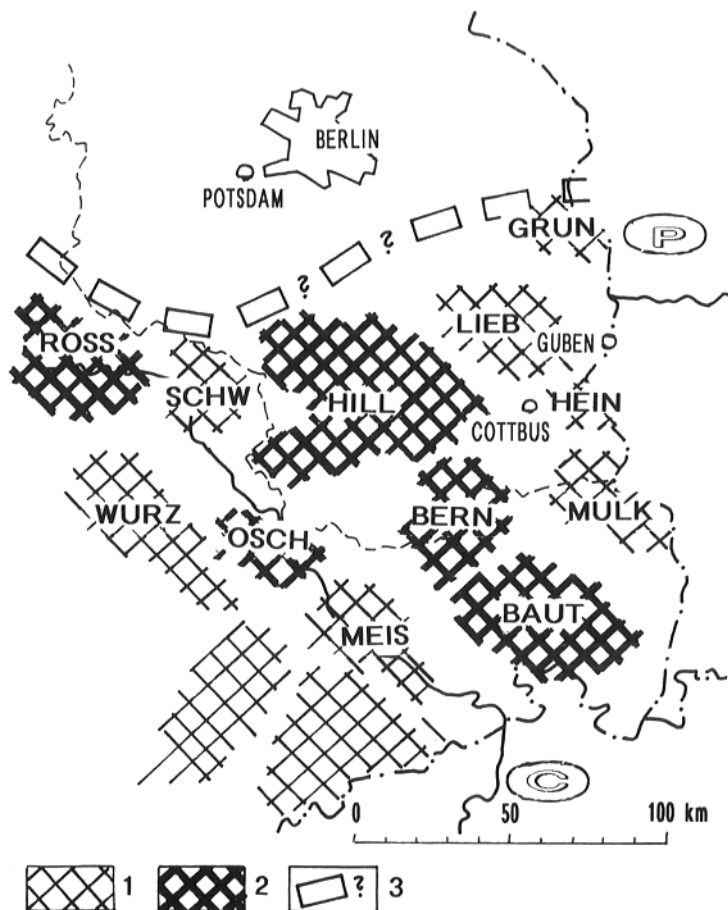 BERLIN
POTSDAM
GRUN
P
?
?
LIEB
GUBEN
ROSS
SCHW
HILL
HEIN
COTTBUS
WURZ
OSCH
BERN
MULK
BAUT
MEIS
C
0 50 100 km
1 2 ? 3